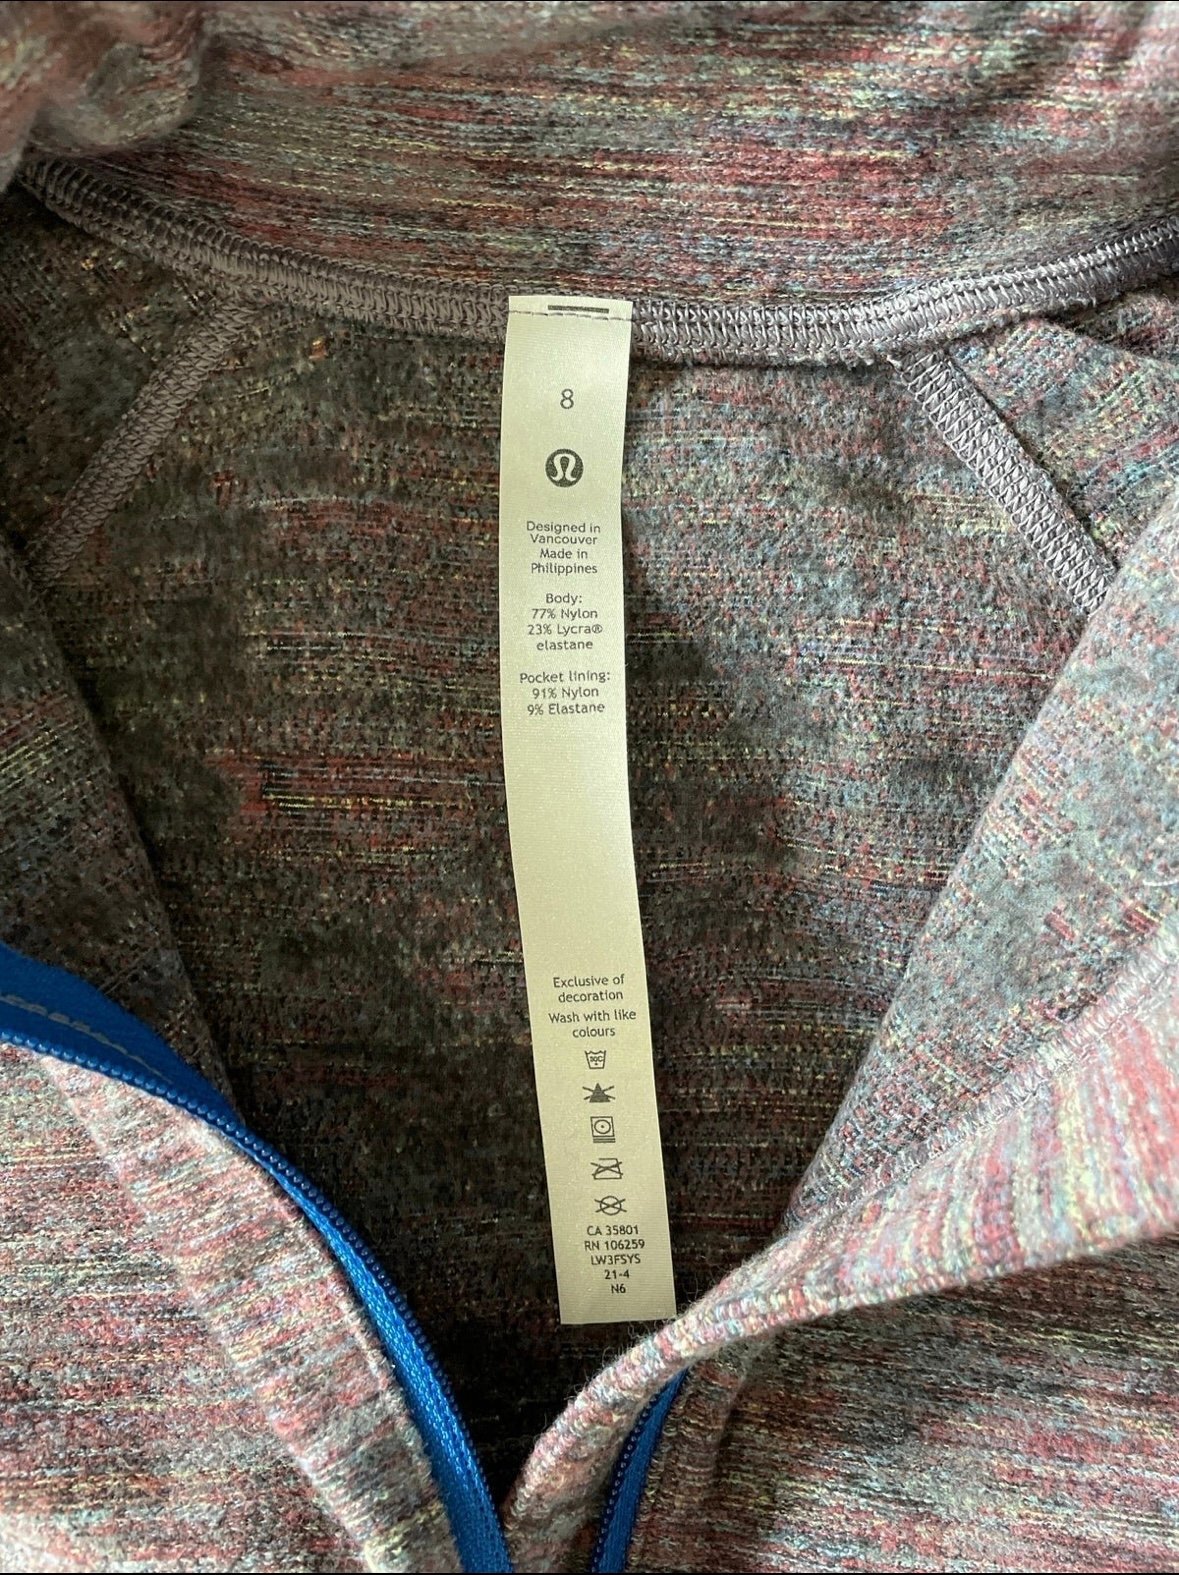 8
Designed in
Vancouver
Made in
Philippines
Body:
77% Nylon
23% Lycra®
elastane
Pocket lining:
91% Nylon
9% Elastane
Exclusive of
decoration
Wash with like
colours
30C
CA 35801
RN 106259
LW3FSYS
21-4
N6